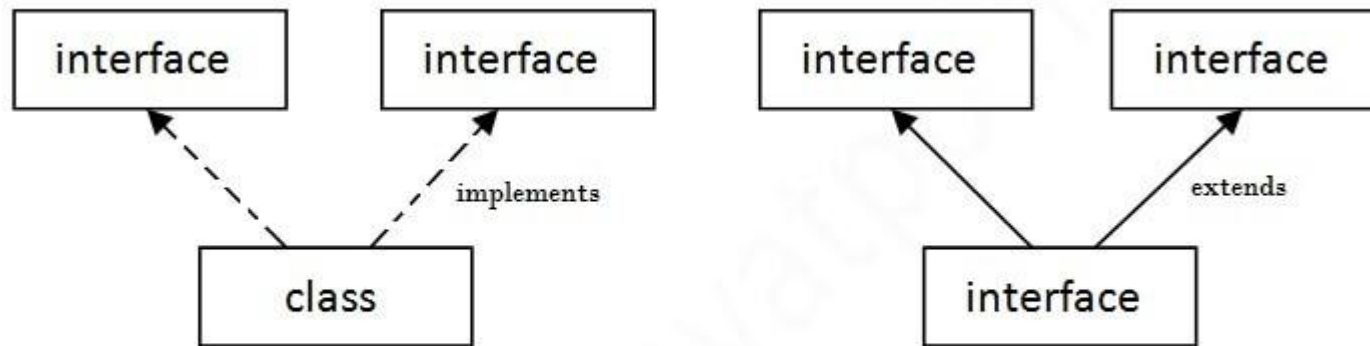 interface interface interface interface
implements extends
class interface